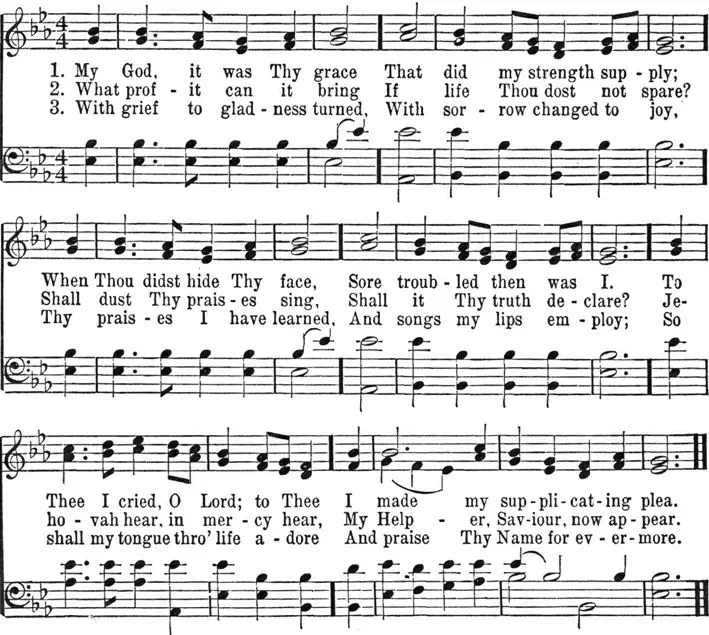 4 4
1. My God, it was Thy grace That did my strength sup - ply;
2. What prof - it can it bring If life Thou dost not spare?
3. With grief to glad - ness turned, With sor - row changed to joy,
4 4
When Thou didst hide Thy face, Sore troub - led then was I. To
Shall dust Thy prais - es sing, Shall it Thy truth de - clare? Je-
Thy prais - es I have learned, And songs my lips em - ploy; So
Thee I cried, O Lord; to Thee I made my sup - pli - cat - ing plea.
ho - vah hear, in mer - cy hear, My Help - er, Sav - iour, now ap - pear.
shall my tongue thro' life a - dore And praise Thy Name for ev - er - more.